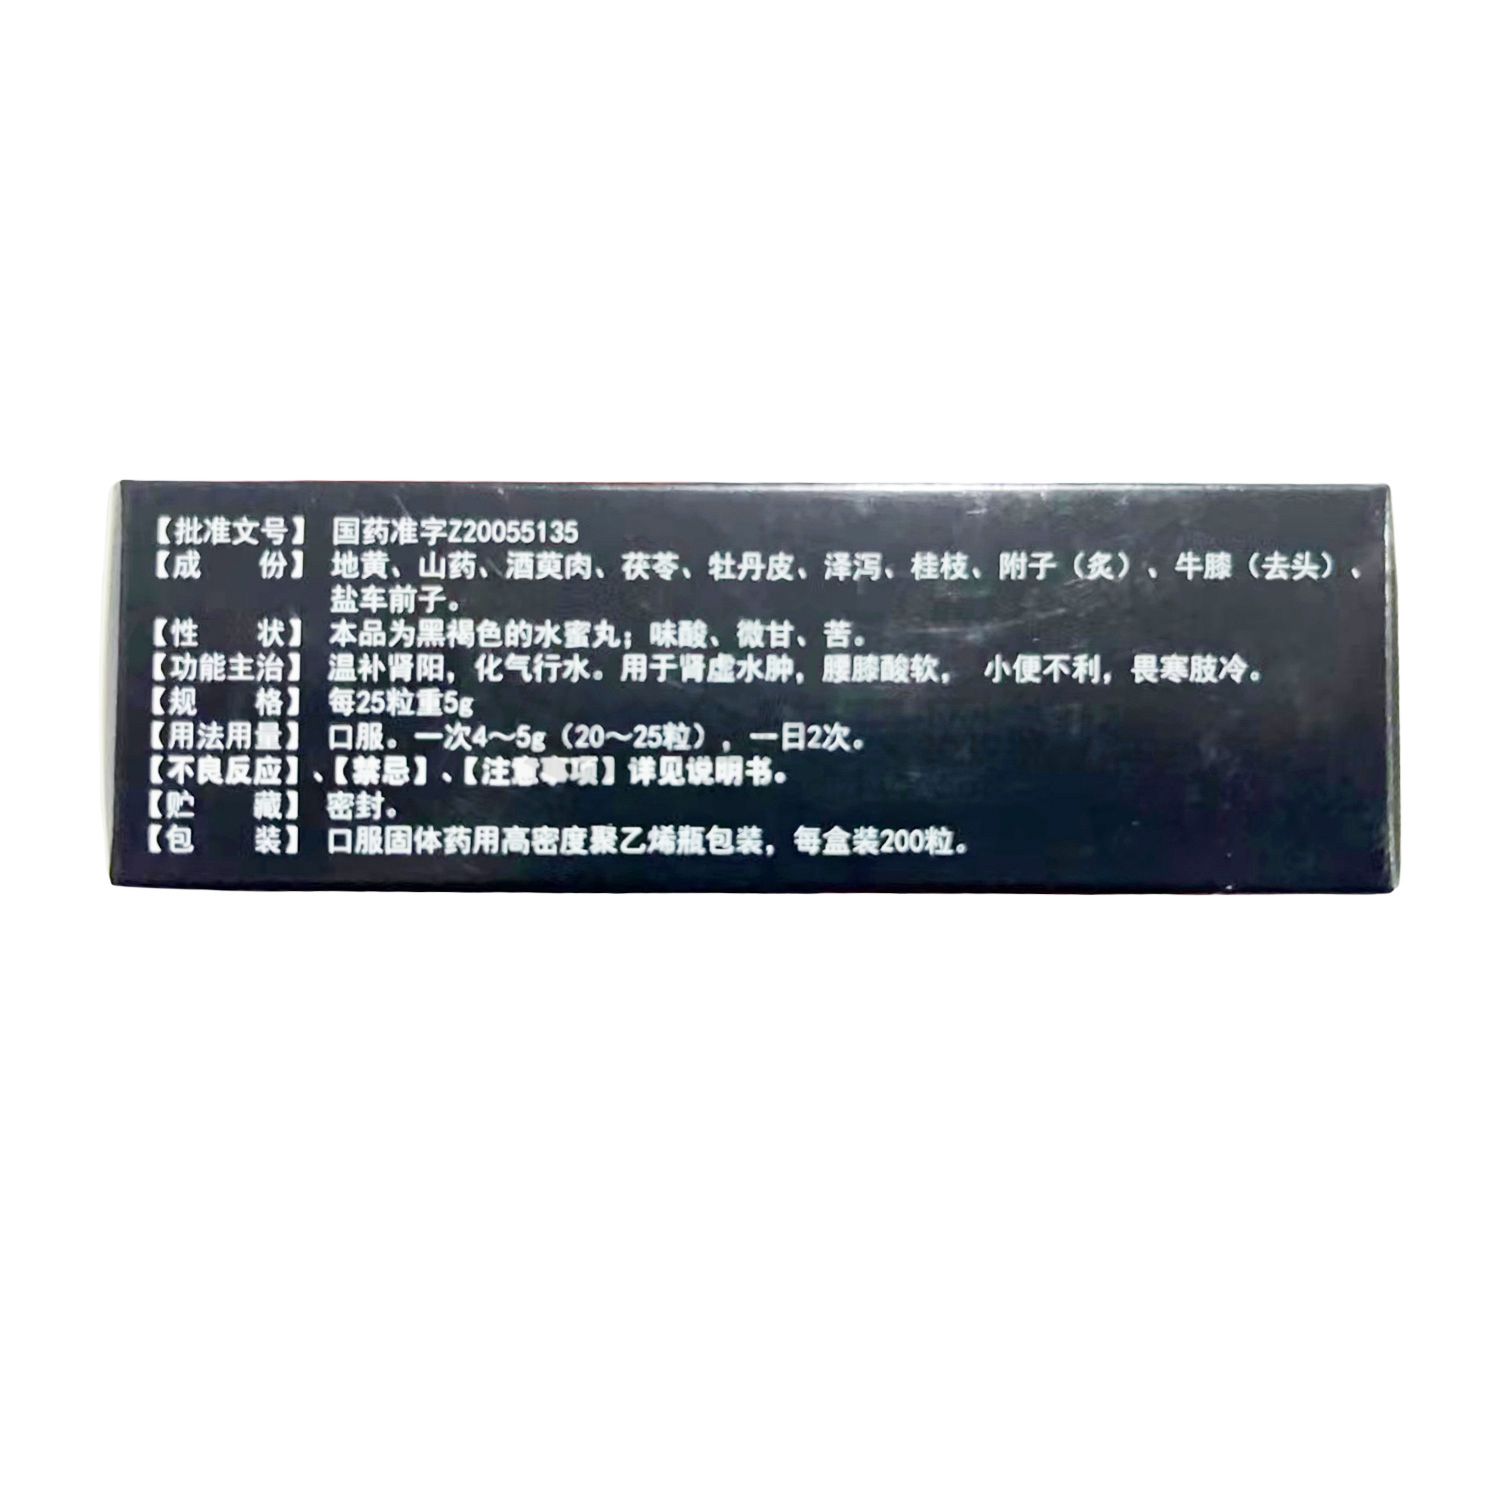 【批准文号】 国药准字Z20055135
【成 份】 地黄、山药、酒萸肉、茯苓、牡丹皮、泽泻、桂枝、附子（炙）、牛膝（去头）、
盐车前子。
【性 状】 本品为黑褐色的水蜜丸；味酸、微甘、苦。
【功能主治】 温补肾阳，化气行水。用于肾虚水肿，腰膝酸软， 小便不利，畏寒肢冷。
【规 格】 每25粒重5g
【用法用量】 口服。一次4～5g（20～25粒），一日2次。
【不良反应】、【禁忌】、【注意事项】详见说明书。
【贮 藏】 密封。
【包 装】 口服固体药用高密度聚乙烯瓶包装，每盒装200粒。